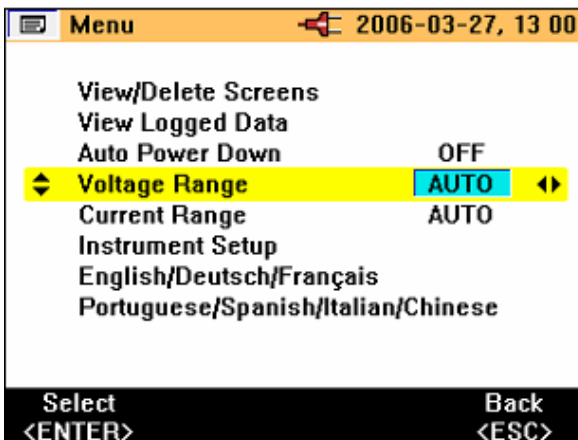 Menu 2006-03-27, 13 00
View/Delete Screens
View Logged Data
Auto Power Down OFF
Voltage Range AUTO
Current Range AUTO
Instrument Setup
English/Deutsch/Français
Portuguese/Spanish/Italian/Chinese
Select Back
<ENTER> <ESC>